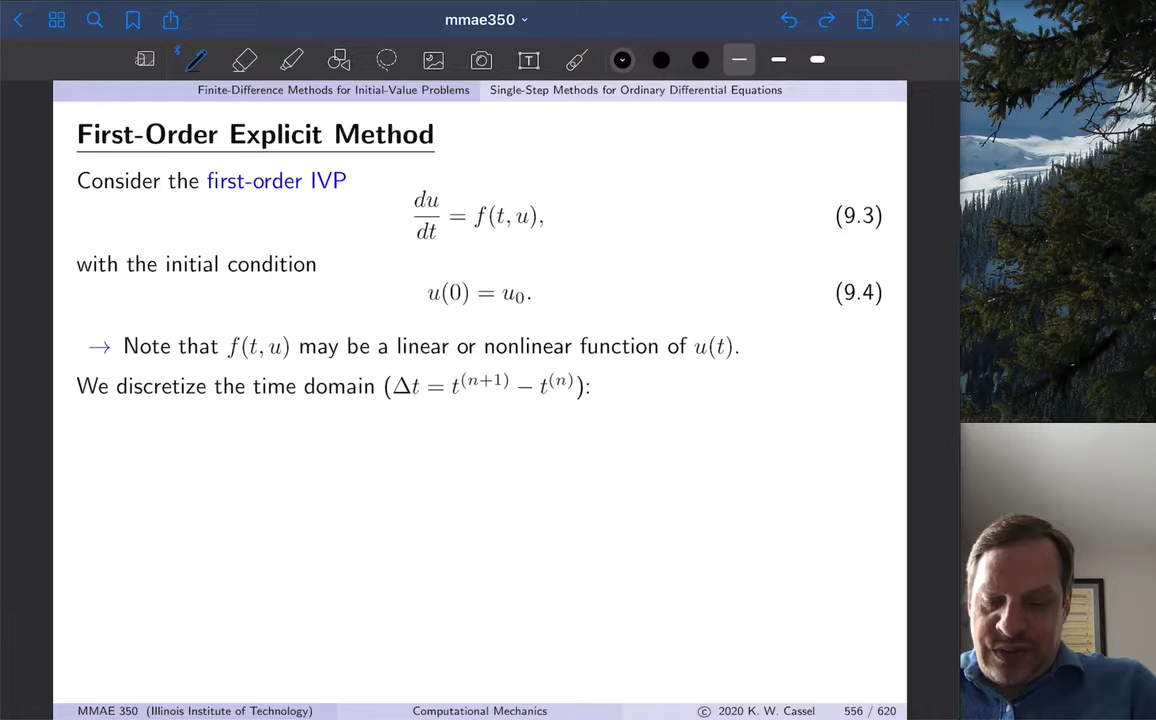 mmae350
T
Finite-Difference Methods for Initial-Value Problems Single-Step Methods for Ordinary Differential Equations
First-Order Explicit Method
Consider the first-order IVP
du/dt = f(t, u), (9.3)
with the initial condition
u(0) = u₀. (9.4)
→ Note that f(t, u) may be a linear or nonlinear function of u(t).
We discretize the time domain (Δt = t⁽ⁿ⁺¹⁾ − t⁽ⁿ⁾):
MMAE 350 (Illinois Institute of Technology) Computational Mechanics © 2020 K. W. Cassel 556 / 620